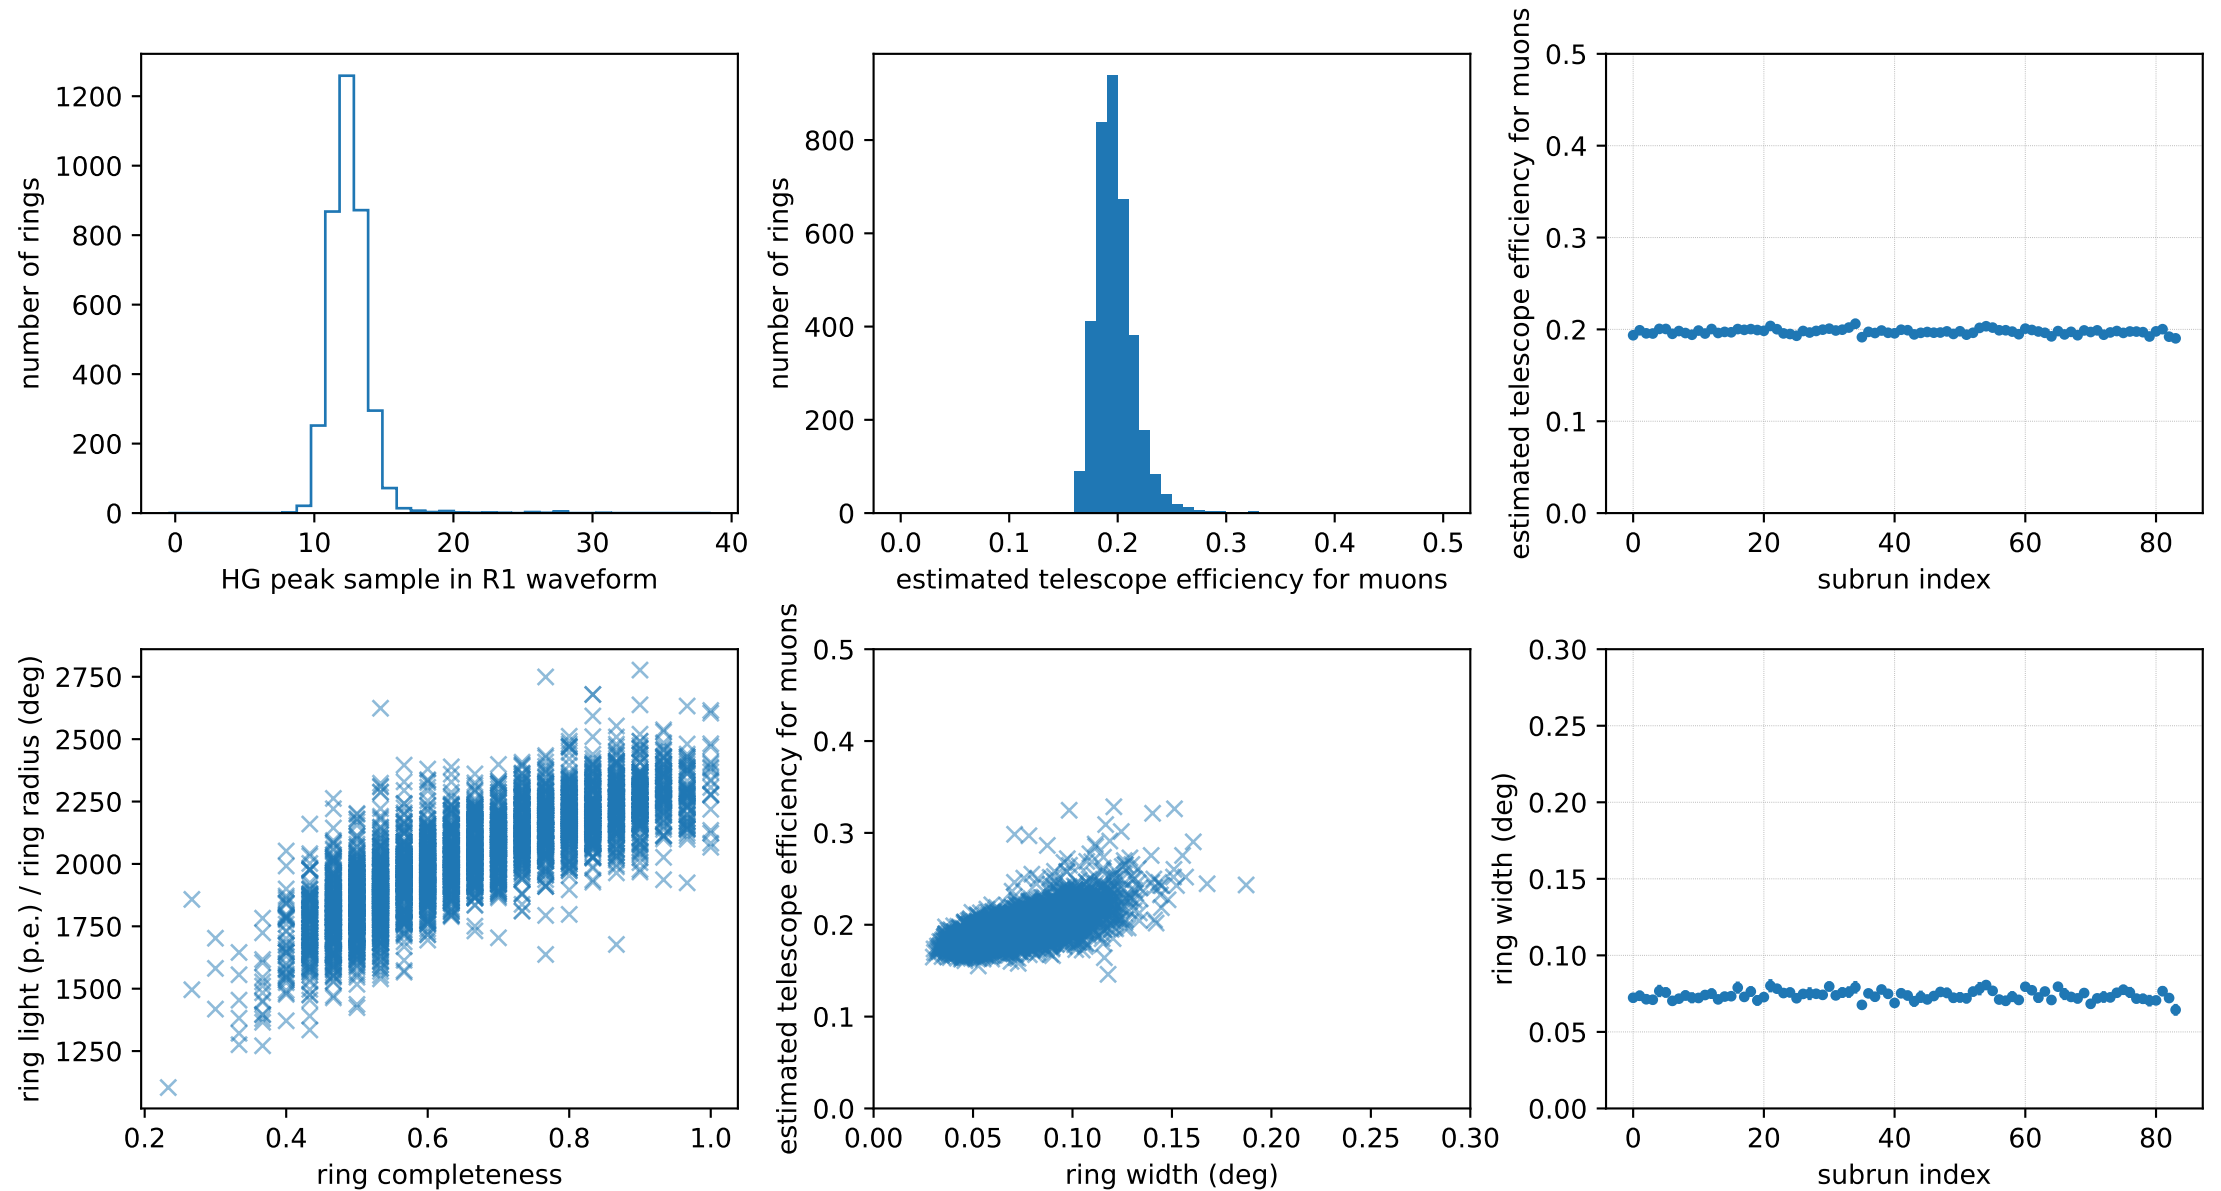 1200
1000
800
600
400
200
0
number of rings
0 10 20 30 40
HG peak sample in R1 waveform
800
600
400
200
0
number of rings
0.0 0.1 0.2 0.3 0.4 0.5
estimated telescope efficiency for muons
0.5
0.4
0.3
0.2
0.1
0.0
estimated telescope efficiency for muons
0 20 40 60 80
subrun index
2750
2500
2250
2000
1750
1500
1250
ring light (p.e.) / ring radius (deg)
0.2 0.4 0.6 0.8 1.0
ring completeness
0.5
0.4
0.3
0.2
0.1
0.0
estimated telescope efficiency for muons
0.00 0.05 0.10 0.15 0.20 0.25 0.30
ring width (deg)
0.30
0.25
0.20
0.15
0.10
0.05
0.00
ring width (deg)
0 20 40 60 80
subrun index